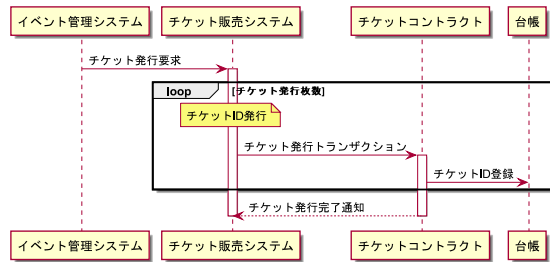 イベント管理システム
チケット販売システム
チケットコントラクト
台帳
チケット発行要求
loop
[チケット発行枚数]
チケットID発行
チケット発行トランザクション
チケットID登録
チケット発行完了通知
イベント管理システム
チケット販売システム
チケットコントラクト
台帳